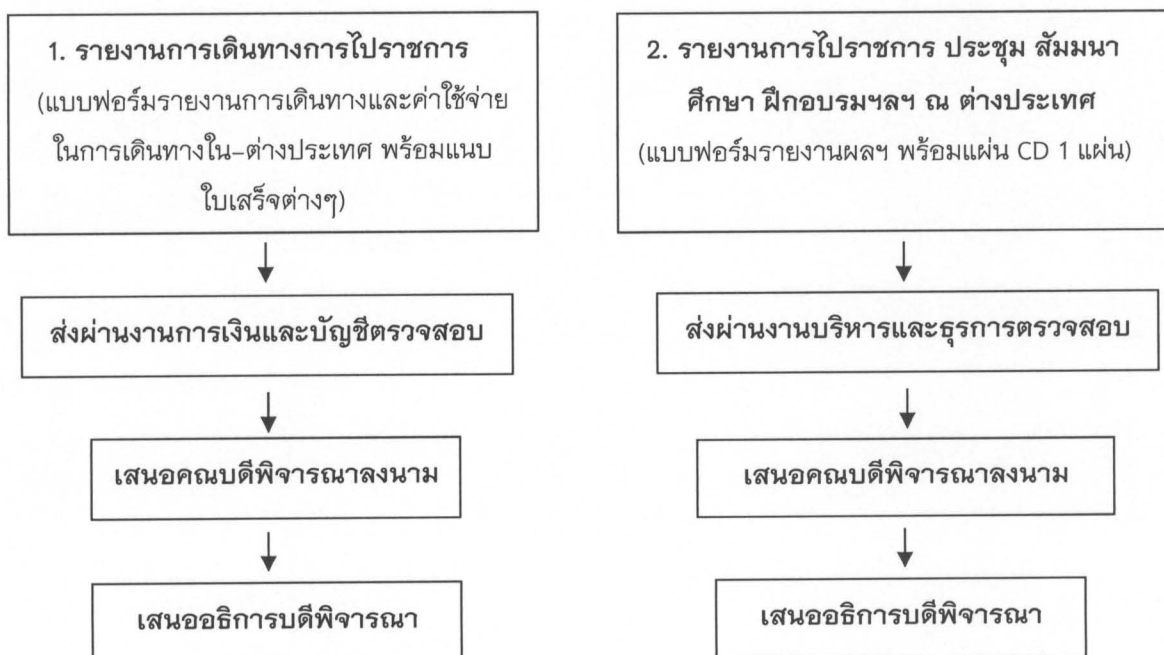 1. รายงานการเดินทางการไปราชการ
(แบบฟอร์มรายงานการเดินทางและค่าใช้จ่าย
ในการเดินทางใน-ต่างประเทศ พร้อมแนบ
ใบเสร็จต่างๆ)
ส่งผ่านงานการเงินและบัญชีตรวจสอบ
เสนอคณบดีพิจารณาลงนาม
เสนออธิการบดีพิจารณา
2. รายงานการไปราชการ ประชุม สัมมนา
ศึกษา ฝึกอบรมฯลฯ ณ ต่างประเทศ
(แบบฟอร์มรายงานผลฯ พร้อมแผ่น CD 1 แผ่น)
ส่งผ่านงานบริหารและธุรการตรวจสอบ
เสนอคณบดีพิจารณาลงนาม
เสนออธิการบดีพิจารณา